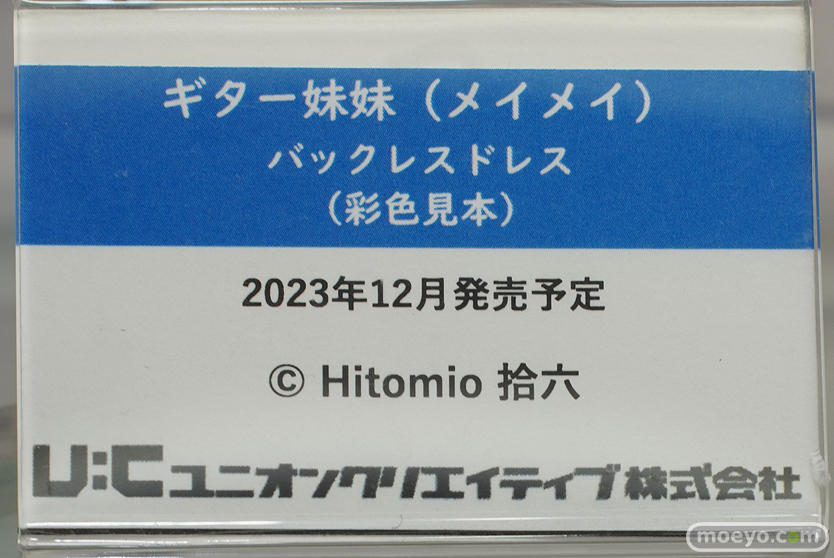 ギター妹妹（メイメイ）
バックレスドレス
（彩色見本）
2023年12月発売予定
© Hitomio 拾六
U:C ユニオンクリエイティブ株式会社
moeyo.com